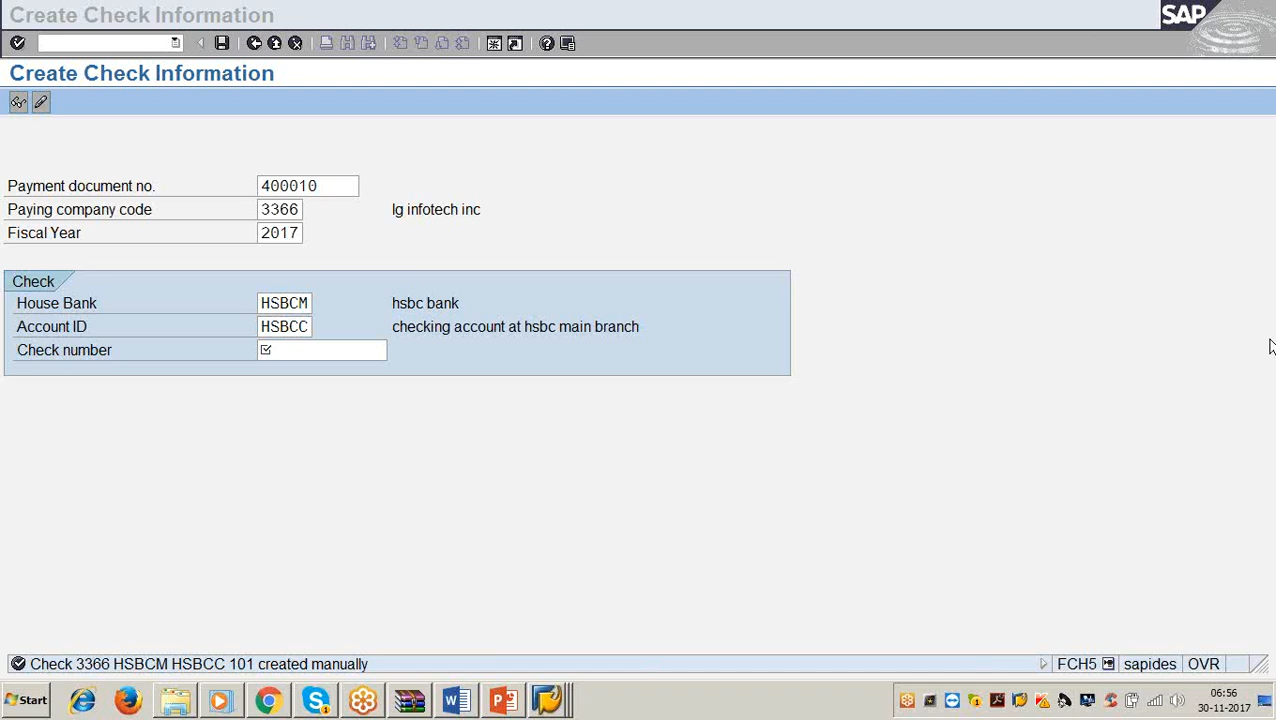 Create Check Information
SAP
Create Check Information
Payment document no. 400010
Paying company code 3366 lg infotech inc
Fiscal Year 2017
Check
House Bank HSBCM hsbc bank
Account ID HSBCC checking account at hsbc main branch
Check number
Check 3366 HSBCM HSBCC 101 created manually
FCH5 sapides OVR
Start
06:56
30-11-2017